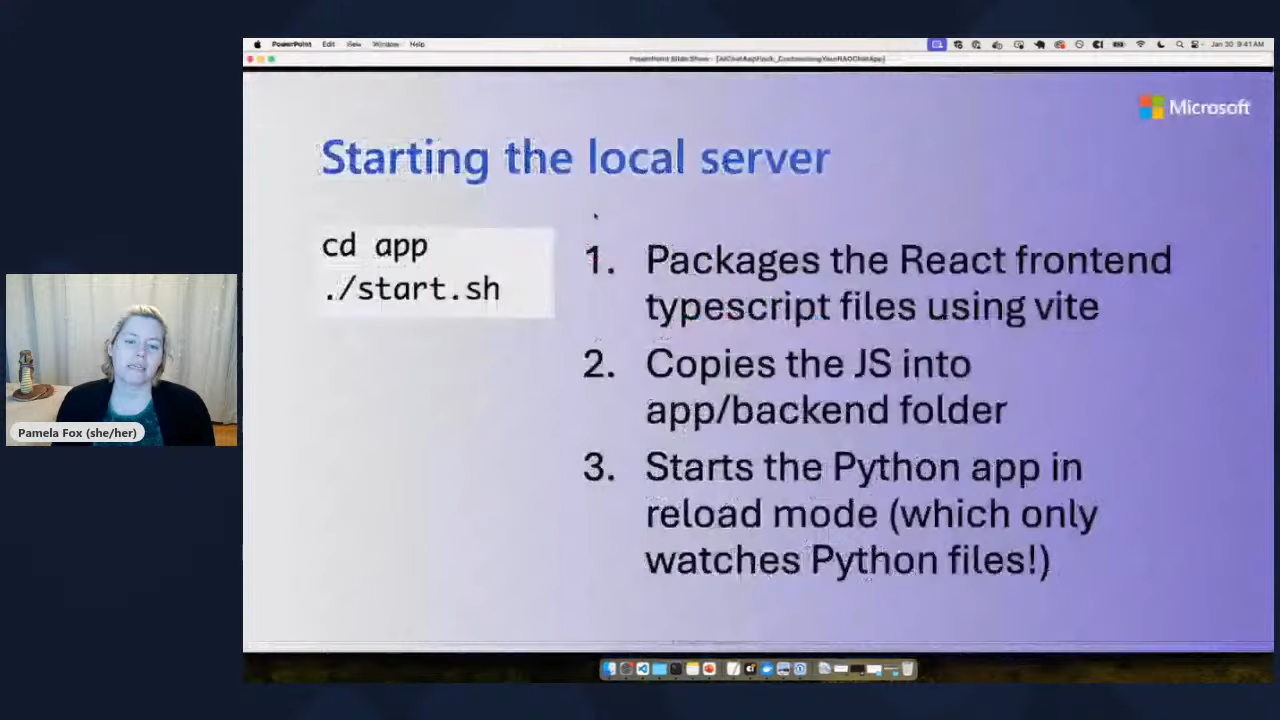 PowerPoint Edit View Window Help
Jan 30 9:41 AM
Microsoft
Starting the local server
cd app
./start.sh
1. Packages the React frontend
typescript files using vite
2. Copies the JS into
app/backend folder
3. Starts the Python app in
reload mode (which only
watches Python files!)
Pamela Fox (she/her)